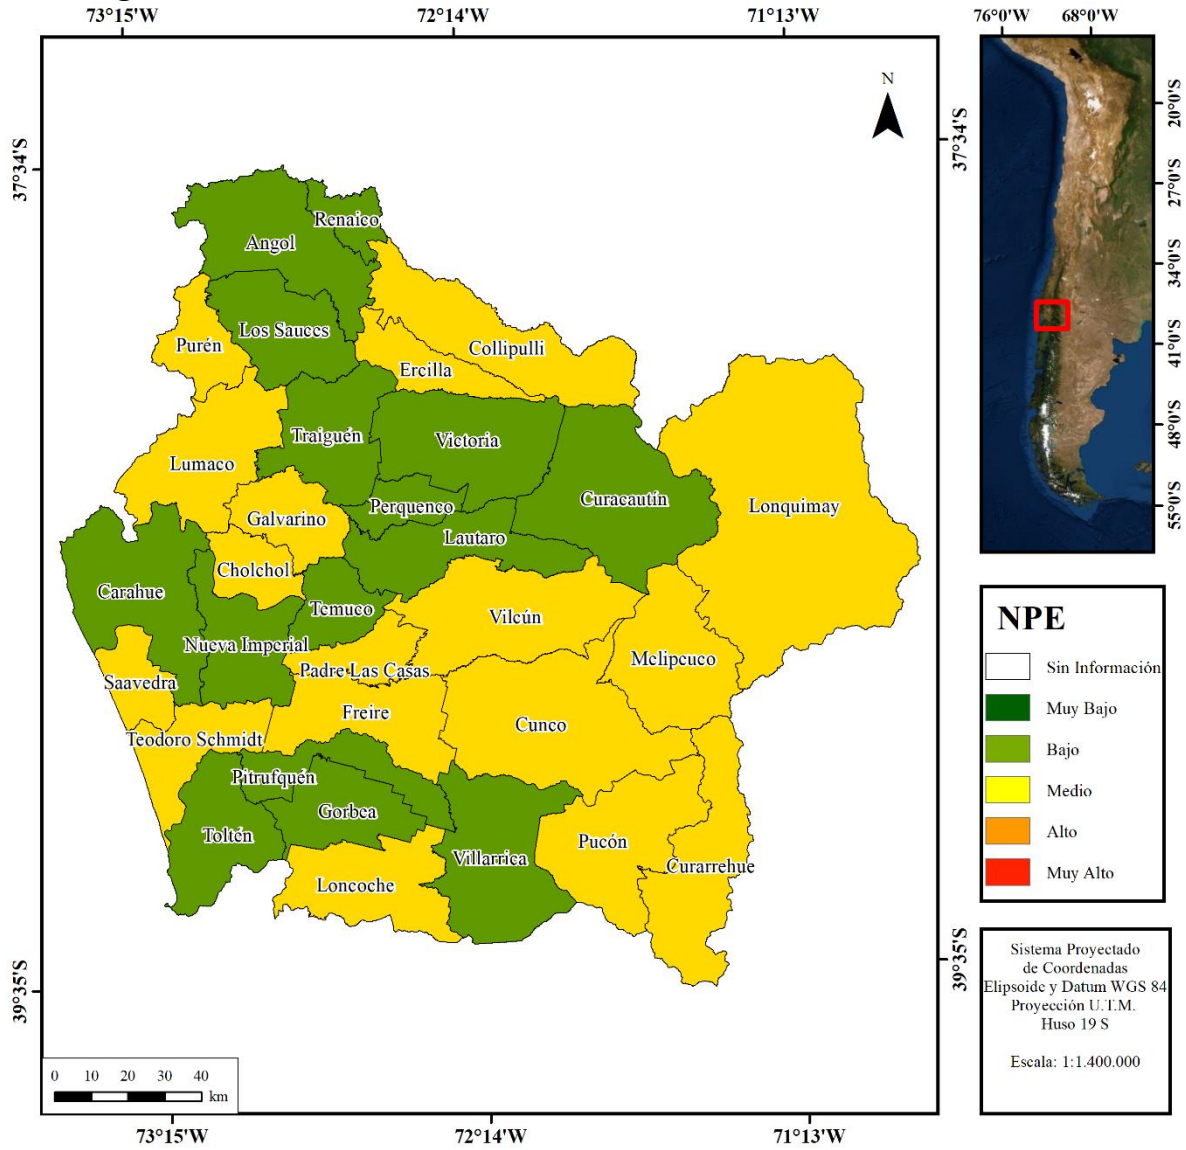 73°15'W 72°14'W 71°13'W 76°0'W 68°0'W
N
37°34'S
37°34'S
20°0'S
27°0'S
34°0'S
41°0'S
48°0'S
55°0'S
Renaico
Angol
Los Sauces
Purén
Collipulli
Ercilla
Traiguén
Victoria
Lumaco
Curacautín
Lonquimay
Perquenco
Galvarino
Lautaro
Cholchol
Carahue
Temuco
Vilcún
Nueva Imperial
Melipeuco
Padre Las Casas
Saavedra
Freire
Cunco
Teodoro Schmidt
Pitrufquén
Gorbea
Toltén
Pucón
Villarrica
Curarrehue
Loncoche
NPE
Sin Información
Muy Bajo
Bajo
Medio
Alto
Muy Alto
39°35'S
39°35'S
Sistema Proyectado
de Coordenadas
Elipsoide y Datum WGS 84
Proyección U.T.M.
Huso 19 S
Escala: 1:1.400.000
0 10 20 30 40
km
73°15'W 72°14'W 71°13'W